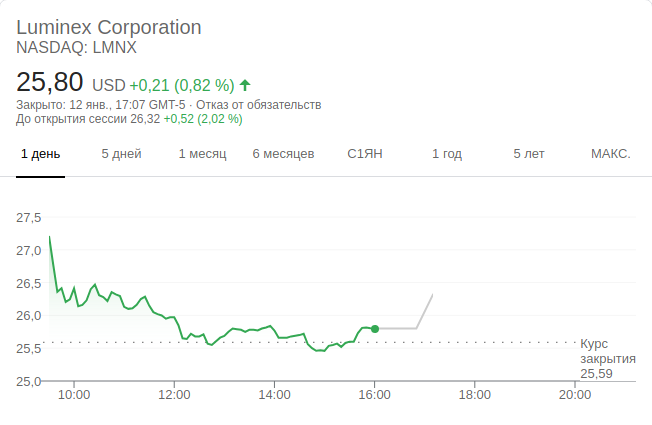 Luminex Corporation
NASDAQ: LMNX
25,80 USD +0,21 (0,82 %)
Закрыто: 12 янв., 17:07 GMT-5 · Отказ от обязательств
До открытия сессии 26,32 +0,52 (2,02 %)
1 день 5 дней 1 месяц 6 месяцев С1ЯН 1 год 5 лет МАКС.
27,5
27,0
26,5
26,0
25,5
25,0
Курс
закрытия
25,59
10:00 12:00 14:00 16:00 18:00 20:00